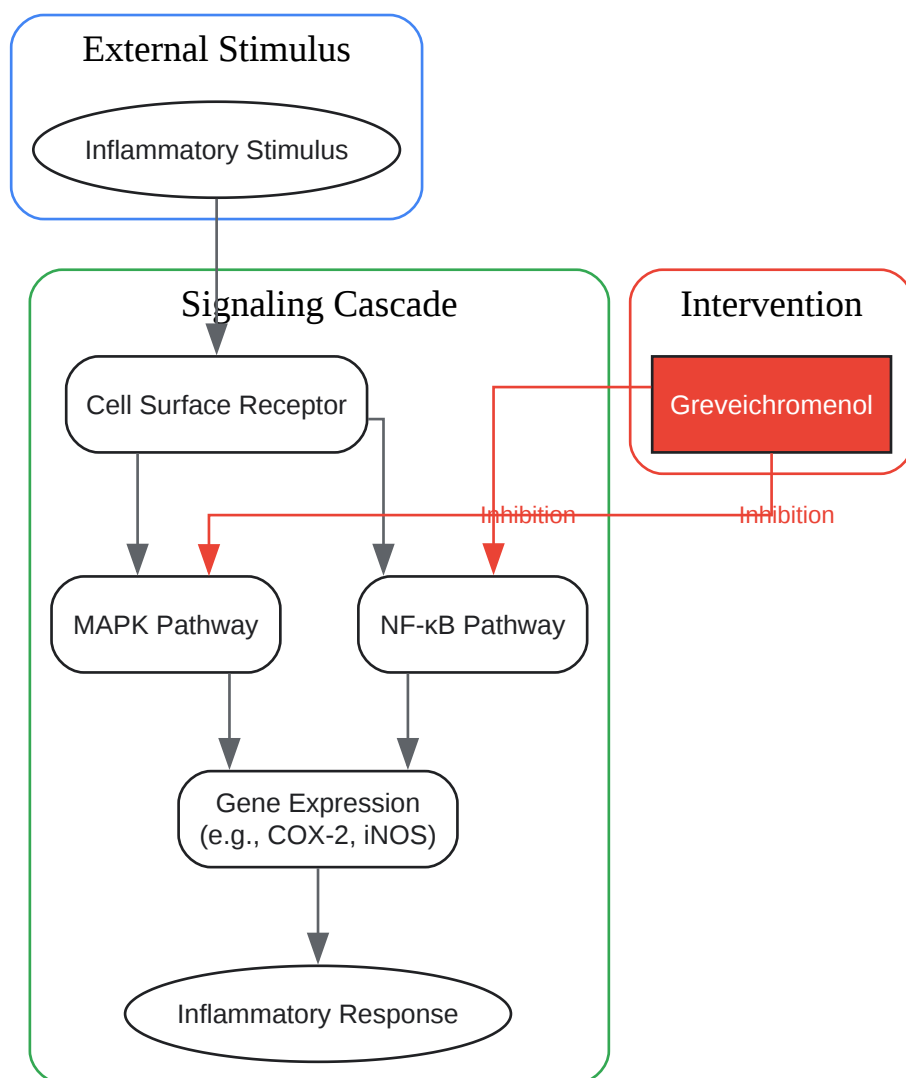 External Stimulus
Inflammatory Stimulus
Signaling Cascade
Intervention
Cell Surface Receptor
Greveichromenol
Inhibition
Inhibition
MAPK Pathway
NF-κB Pathway
Gene Expression
(e.g., COX-2, iNOS)
Inflammatory Response